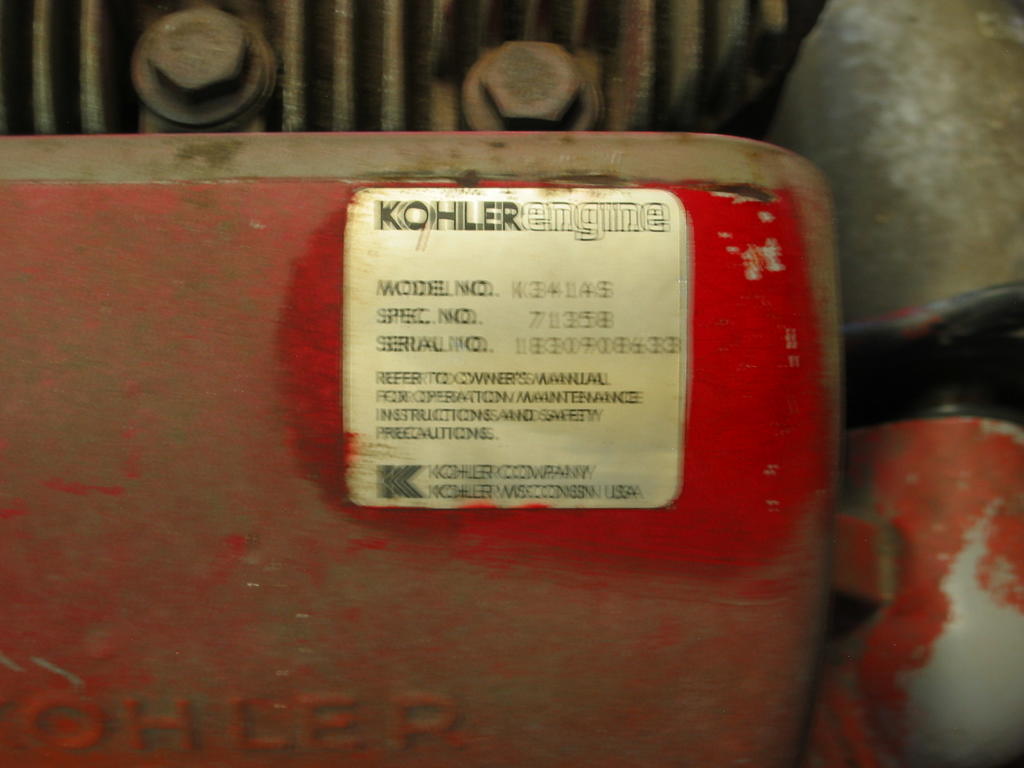 KOHLER engine
MODEL NO. K341AS
SPEC. NO. 71358
SERIAL NO.
REFER TO OWNER'S MANUAL
FOR OPERATION/MAINTENANCE
INSTRUCTIONS AND SAFETY
PRECAUTIONS.
KOHLER COMPANY
KOHLER WISCONSIN USA
KOHLER